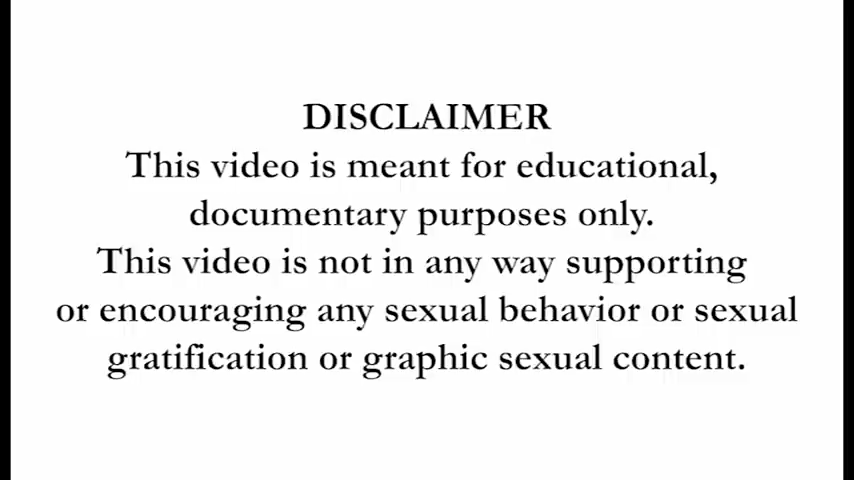 DISCLAIMER
This video is meant for educational,
documentary purposes only.
This video is not in any way supporting
or encouraging any sexual behavior or sexual
gratification or graphic sexual content.